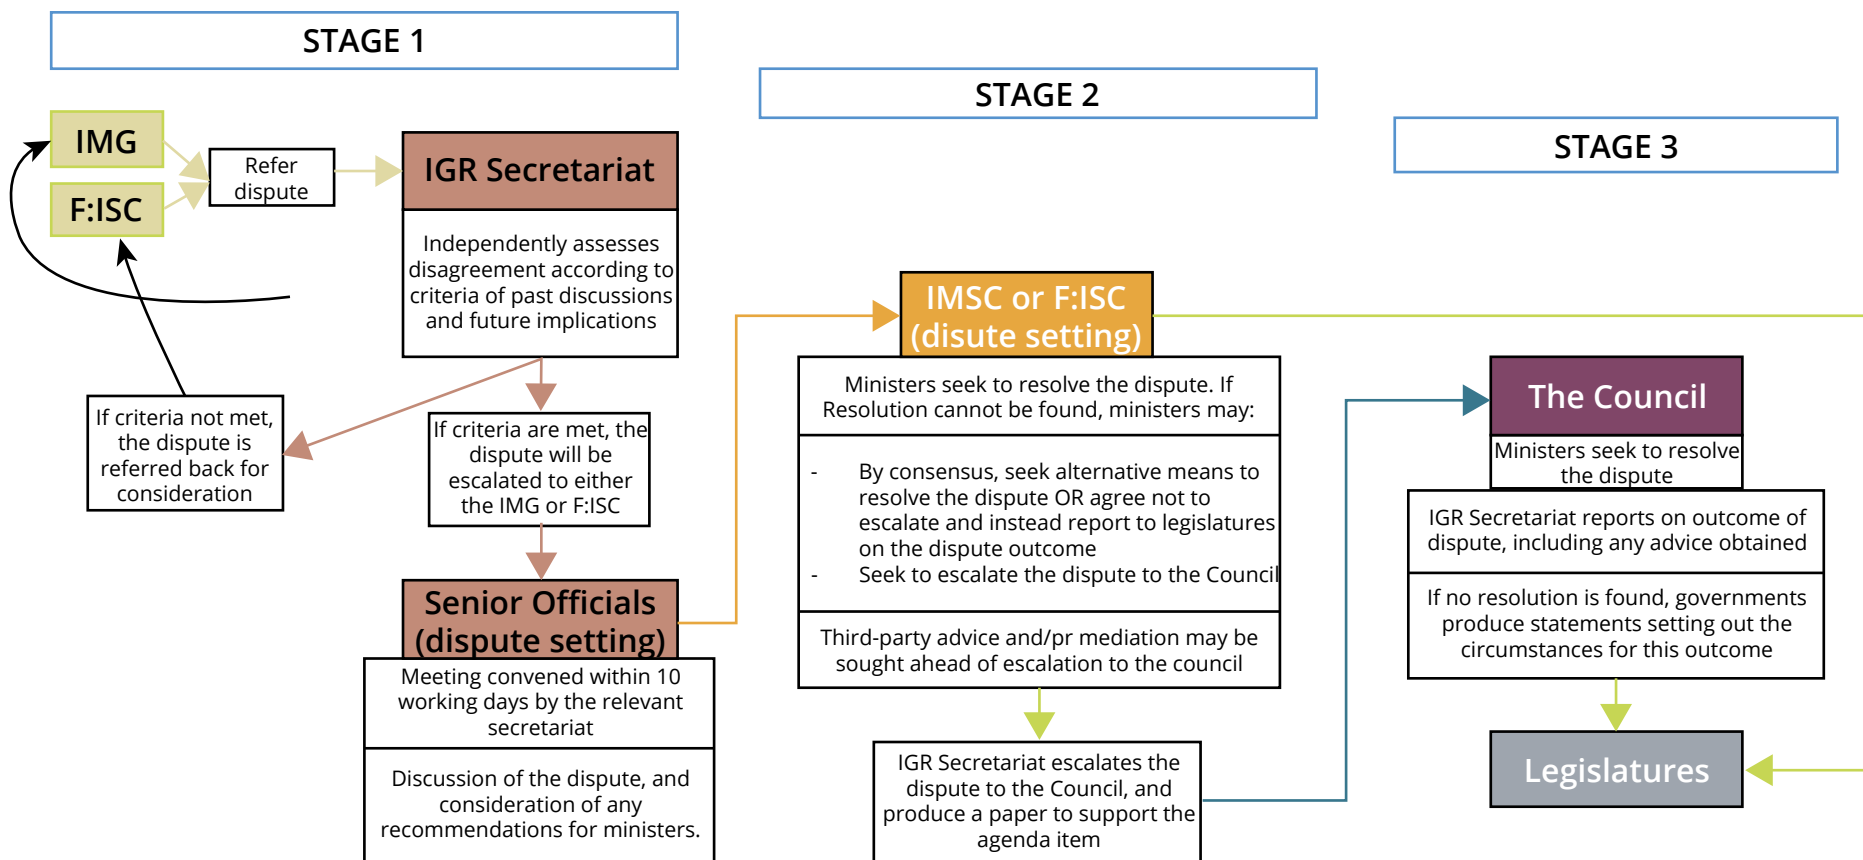 STAGE 1
IMG
F:ISC
Refer
dispute
IGR Secretariat
Independently assesses
disagreement according to
criteria of past discussions
and future implications
If criteria not met,
the dispute is
referred back for
consideration
If criteria are met, the
dispute will be
escalated to either
the IMG or F:ISC
Senior Officials
(dispute setting)
Meeting convened within 10
working days by the relevant
secretariat
Discussion of the dispute, and
consideration of any
recommendations for ministers.
STAGE 2
IMSC or F:ISC
(disute setting)
Ministers seek to resolve the dispute. If
Resolution cannot be found, ministers may:
- By consensus, seek alternative means to
resolve the dispute OR agree not to
escalate and instead report to legislatures
on the dispute outcome
- Seek to escalate the dispute to the Council
Third-party advice and/pr mediation may be
sought ahead of escalation to the council
IGR Secretariat escalates the
dispute to the Council, and
produce a paper to support the
agenda item
STAGE 3
The Council
Ministers seek to resolve
the dispute
IGR Secretariat reports on outcome of
dispute, including any advice obtained
If no resolution is found, governments
produce statements setting out the
circumstances for this outcome
Legislatures